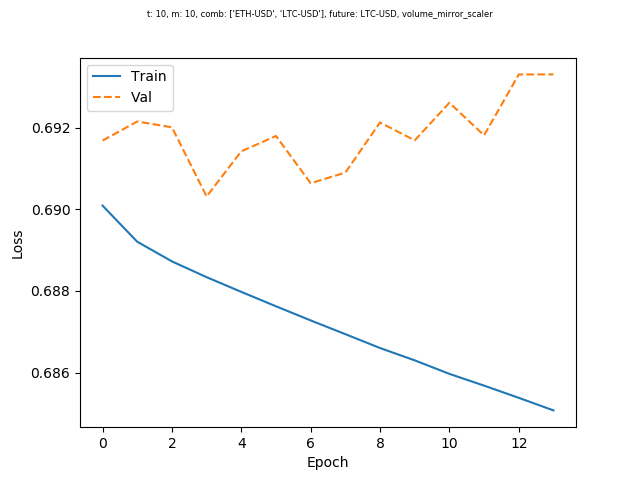 t: 10, m: 10, comb: ['ETH-USD', 'LTC-USD'], future: LTC-USD, volume_mirror_scaler
Train
Val
0.692
0.690
0.688
0.686
Loss
0 2 4 6 8 10 12
Epoch